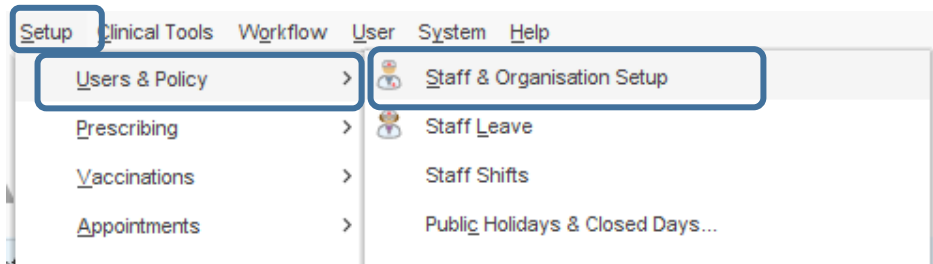 Setup Clinical Tools Workflow User System Help
Users & Policy > Staff & Organisation Setup
Prescribing > Staff Leave
Vaccinations > Staff Shifts
Appointments > Public Holidays & Closed Days...